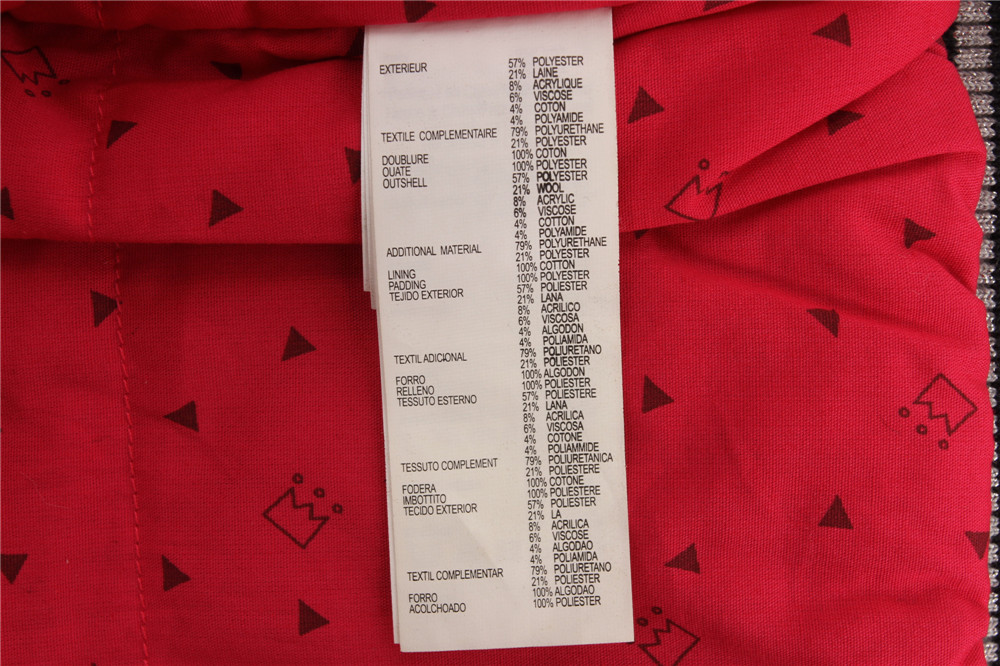 EXTERIEUR 57% POLYESTER
21% LAINE
8% ACRYLIQUE
6% VISCOSE
4% COTON
4% POLYAMIDE
TEXTILE COMPLEMENTAIRE 79% POLYURETHANE
21% POLYESTER
DOUBLURE 100% COTON
OUATE 100% POLYESTER
OUTSHELL 57% POLYESTER
21% WOOL
8% ACRYLIC
6% VISCOSE
4% COTTON
4% POLYAMIDE
ADDITIONAL MATERIAL 79% POLYURETHANE
21% POLYESTER
LINING 100% COTTON
PADDING 100% POLYESTER
TEJIDO EXTERIOR 57% POLIESTER
21% LANA
8% ACRILICO
6% VISCOSA
4% ALGODON
4% POLIAMIDA
TEXTIL ADICIONAL 79% POLIURETANO
21% POLIESTER
FORRO 100% ALGODON
RELLENO 100% POLIESTER
TESSUTO ESTERNO 57% POLIESTERE
21% LANA
8% ACRILICA
6% VISCOSA
4% COTONE
4% POLIAMMIDE
TESSUTO COMPLEMENT 79% POLIURETANICA
21% POLIESTERE
FODERA 100% COTONE
IMBOTTITO 100% POLIESTERE
TECIDO EXTERIOR 57% POLIESTER
21% LA
8% ACRILICA
6% VISCOSE
4% ALGODAO
4% POLIAMIDA
TEXTIL COMPLEMENTAR 79% POLIURETANO
21% POLIESTER
FORRO 100% ALGODAO
ACOLCHOADO 100% POLIESTER